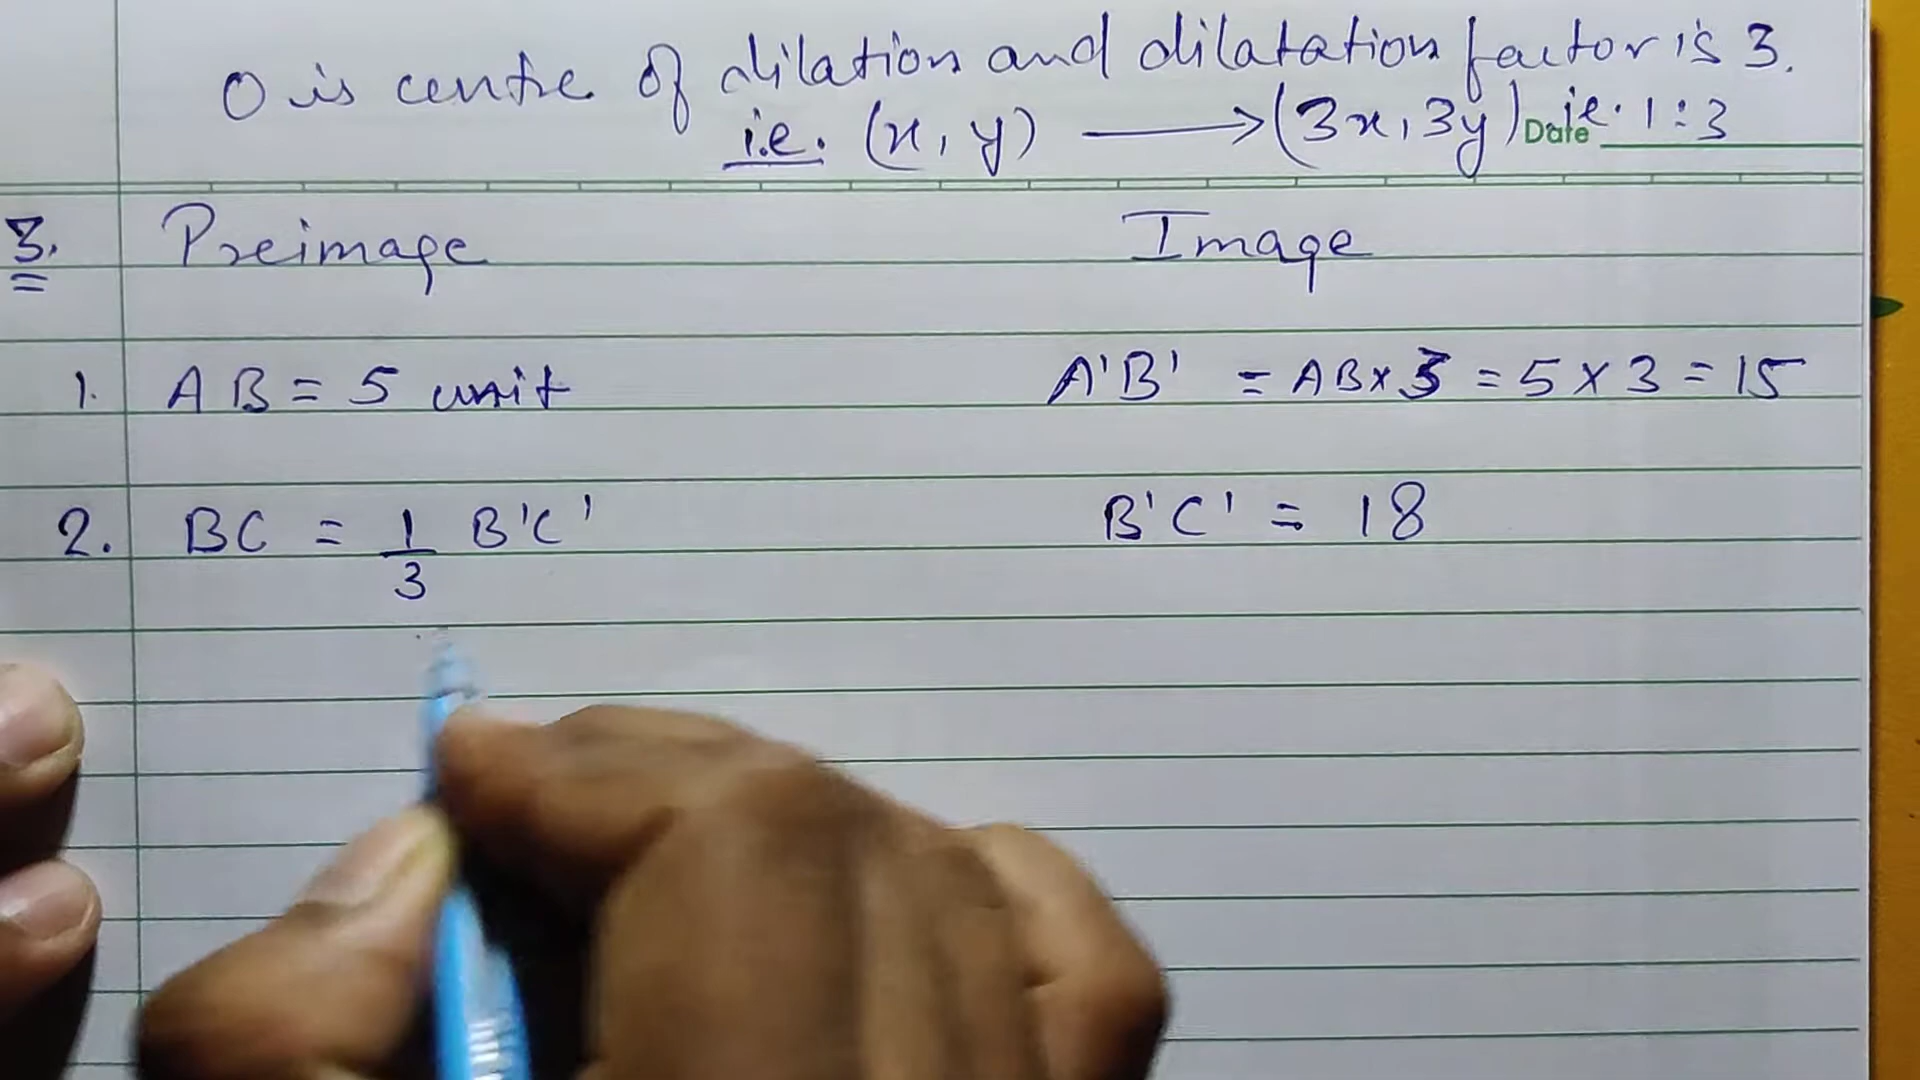 O is centre of dilation and dilatation factor is 3.
i.e. (x, y) → (3x, 3y) i.e. 1:3
Date
3. Preimage Image
1. AB = 5 unit A'B' = AB x 3 = 5 x 3 = 15
2. BC = 1/3 B'C' B'C' = 18